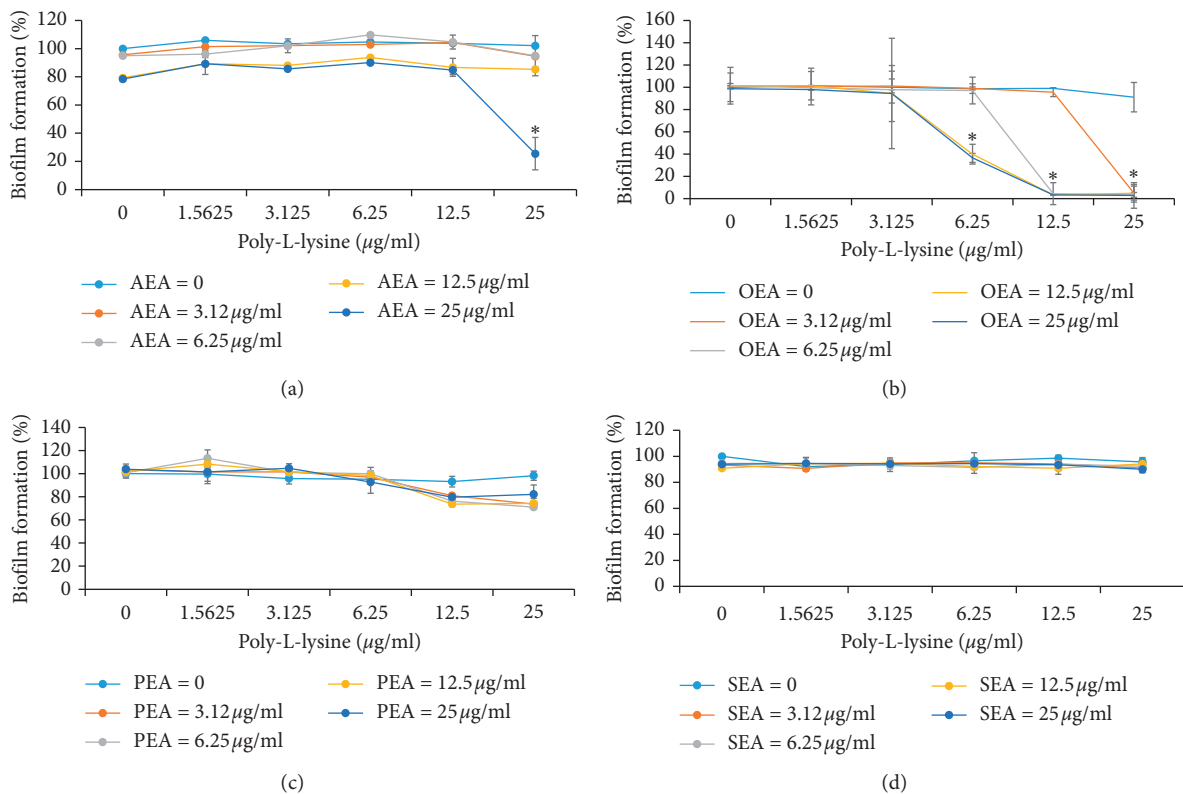 Biofilm formation (%)
120
100
80
60
40
20
0
*
0 1.5625 3.125 6.25 12.5 25
Poly-L-lysine (µg/ml)
AEA = 0
AEA = 12.5 µg/ml
AEA = 3.12 µg/ml
AEA = 25 µg/ml
AEA = 6.25 µg/ml
(a)
Biofilm formation (%)
160
140
120
100
80
60
40
20
0
* * *
0 1.5625 3.125 6.25 12.5 25
Poly-L-lysine (µg/ml)
OEA = 0
OEA = 12.5 µg/ml
OEA = 3.12 µg/ml
OEA = 25 µg/ml
OEA = 6.25 µg/ml
(b)
Biofilm formation (%)
140
120
100
80
60
40
20
0
0 1.5625 3.125 6.25 12.5 25
Poly-L-lysine (µg/ml)
PEA = 0
PEA = 12.5 µg/ml
PEA = 3.12 µg/ml
PEA = 25 µg/ml
PEA = 6.25 µg/ml
(c)
Biofilm formation (%)
120
100
80
60
40
20
0
0 1.5625 3.125 6.25 12.5 25
Poly-L-lysine (µg/ml)
SEA = 0
SEA = 12.5 µg/ml
SEA = 3.12 µg/ml
SEA = 25 µg/ml
SEA = 6.25 µg/ml
(d)